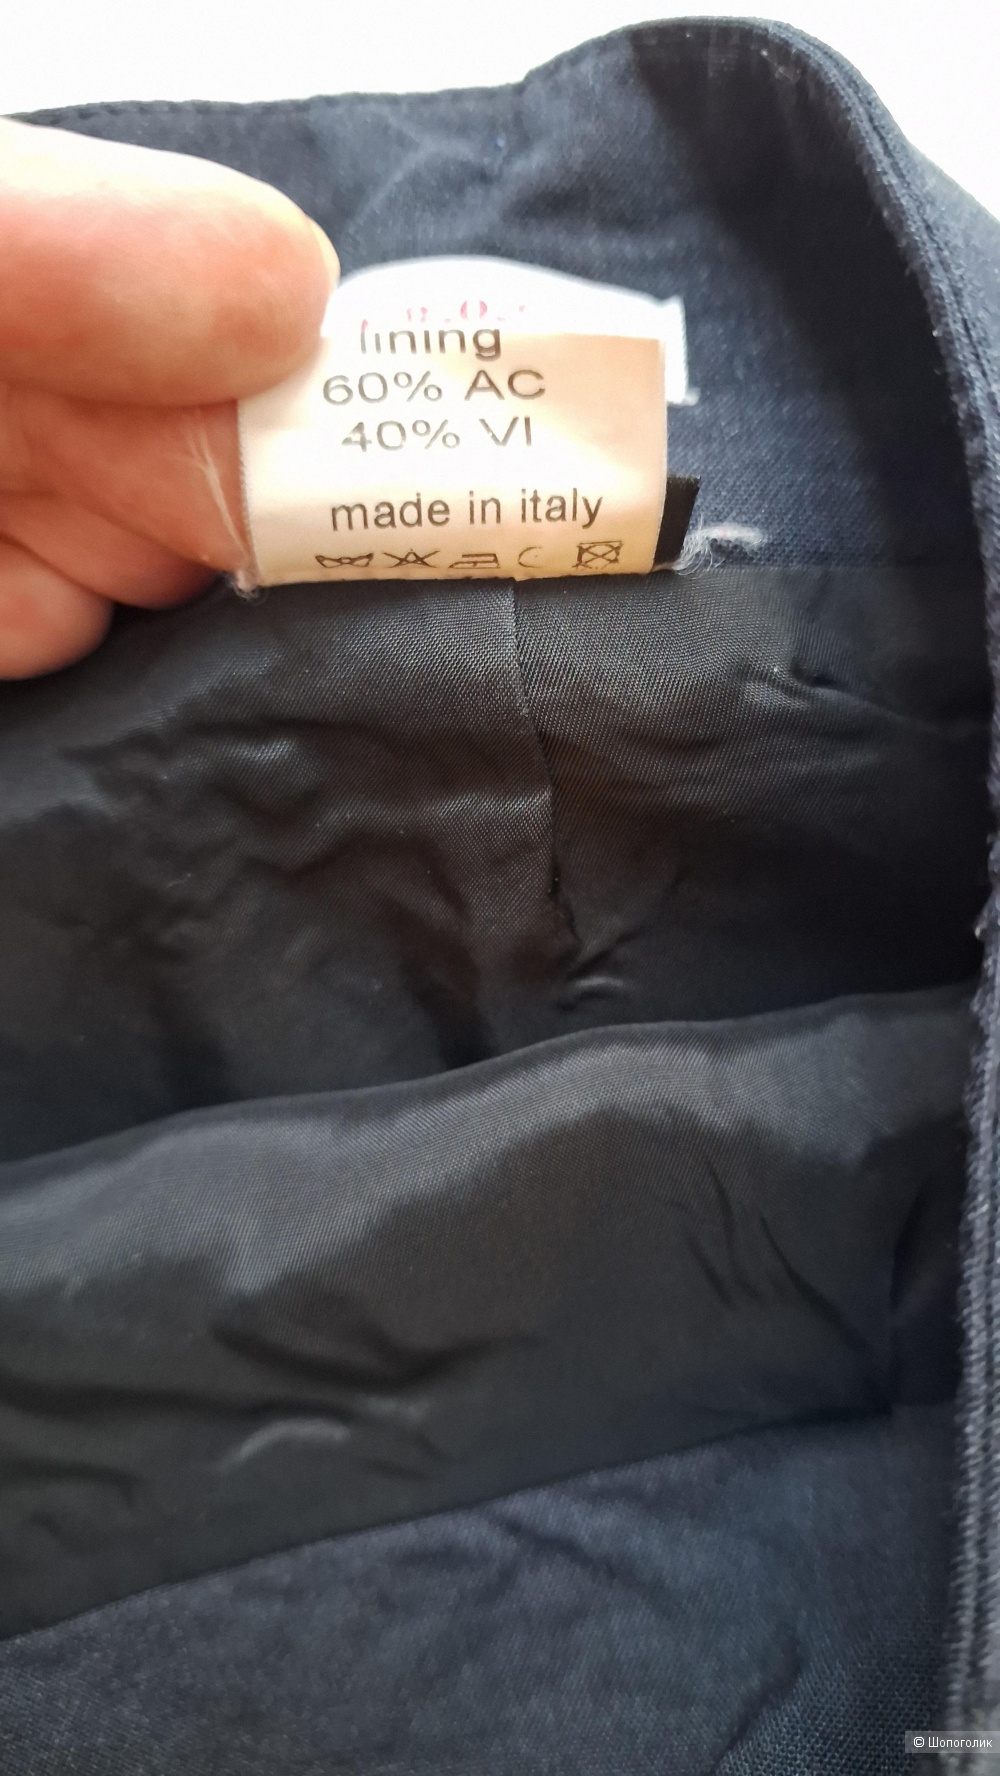 lining
60% AC
40% VI
made in italy
© Шопоголик